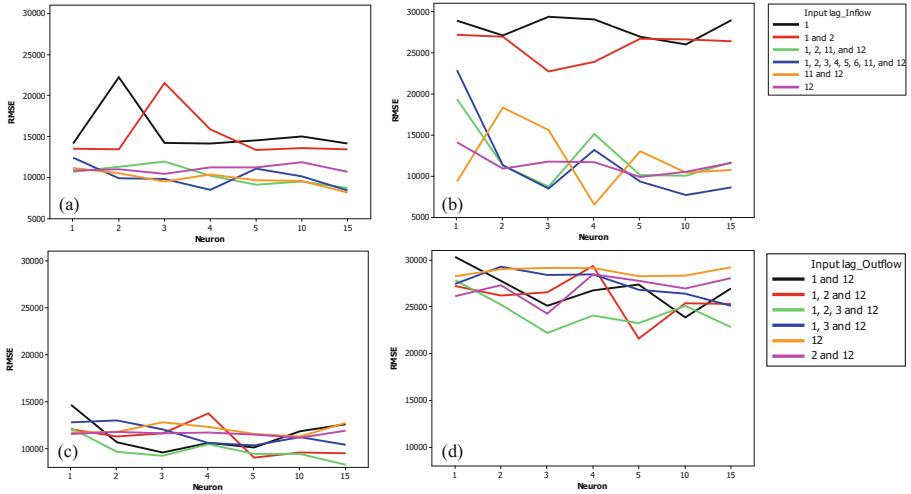 30000
25000
20000
15000
10000
5000
RMSE
(a)
1 2 3 4 5 10 15
Neuron
30000
25000
20000
15000
10000
5000
RMSE
(b)
1 2 3 4 5 10 15
Neuron
Input lag_Inflow
1
1 and 2
1, 2, 11, and 12
1, 2, 3, 4, 5, 6, 11, and 12
11 and 12
12
30000
25000
20000
15000
10000
RMSE
(c)
1 2 3 4 5 10 15
Neuron
30000
25000
20000
15000
10000
RMSE
(d)
1 2 3 4 5 10 15
Neuron
Input lag_Outflow
1 and 12
1, 2 and 12
1, 2, 3 and 12
1, 3 and 12
12
2 and 12